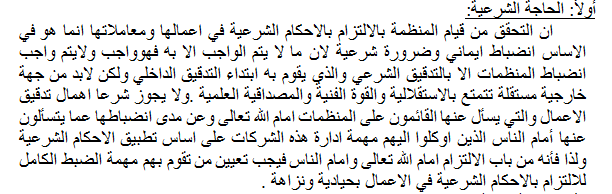 أولاً: الحاجة الشرعية:
ان التحقق من قيام المنظمة بالالتزام بالاحكام الشرعية في اعمالها ومعاملاتها انما هو في
الاساس انضباط ايماني وضرورة شرعية لان ما لا يتم الواجب الا به فهوواجب ولايتم واجب
انضباط المنظمات الا بالتدقيق الشرعي والذي يقوم به ابتداء التدقيق الداخلي ولكن لابد من جهة
خارجية مستقلة تتمتع بالاستقلالية والقوة الفنية والمصداقية العلمية .ولا يجوز شرعا اهمال تدقيق
الاعمال والتي يسأل عنها القائمون على المنظمات امام الله تعالى وعن مدى انضباطها عما يتسألون
عنها أمام الناس الذين اوكلوا اليهم مهمة ادارة هذه الشركات على اساس تطبيق الاحكام الشرعية
ولذا فأنه من باب الالتزام امام الله تعالى وامام الناس فيجب تعيين من تقوم بهم مهمة الضبط الكامل
للالتزام بالاحكام الشرعية في الاعمال بحيادية ونزاهة .